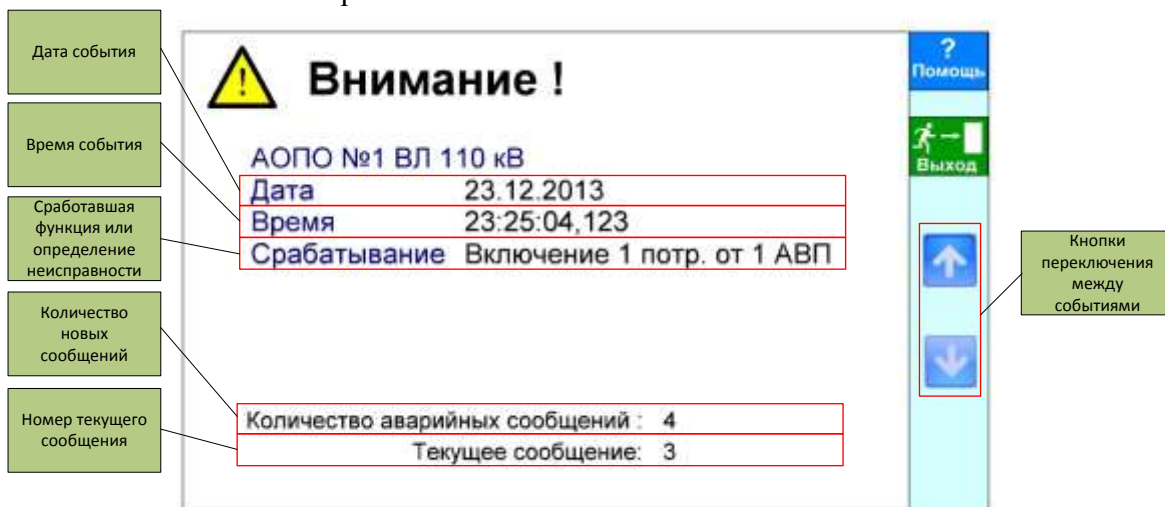 Дата события
Время события
Сработавшая
функция или
определение
неисправности
Количество
новых
сообщений
Номер текущего
сообщения
Внимание !
АОПО №1 ВЛ 110 кВ
Дата 23.12.2013
Время 23:25:04,123
Срабатывание Включение 1 потр. от 1 АВП
Количество аварийных сообщений : 4
Текущее сообщение: 3
?
Помощь
Выход
Кнопки
переключения
между
событиями